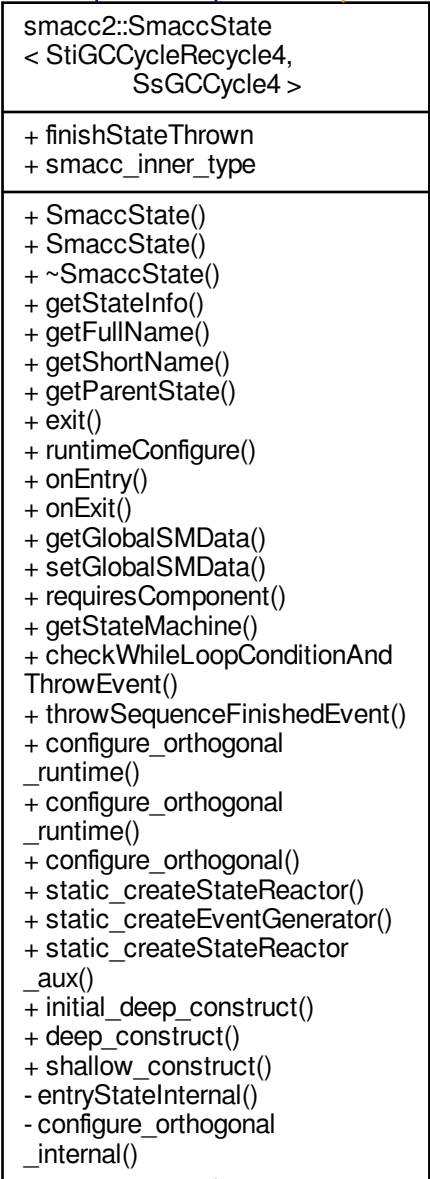 smacc2::SmaccState
< StiGCCycleRecycle4,
SsGCCycle4 >
+ finishStateThrown
+ smacc_inner_type
+ SmaccState()
+ SmaccState()
+ ~SmaccState()
+ getStateInfo()
+ getFullName()
+ getShortName()
+ getParentState()
+ exit()
+ runtimeConfigure()
+ onEntry()
+ onExit()
+ getGlobalSMData()
+ setGlobalSMData()
+ requiresComponent()
+ getStateMachine()
+ checkWhileLoopConditionAnd
ThrowEvent()
+ throwSequenceFinishedEvent()
+ configure_orthogonal
_runtime()
+ configure_orthogonal
_runtime()
+ configure_orthogonal()
+ static_createStateReactor()
+ static_createEventGenerator()
+ static_createStateReactor
_aux()
+ initial_deep_construct()
+ deep_construct()
+ shallow_construct()
- entryStateInternal()
- configure_orthogonal
_internal()